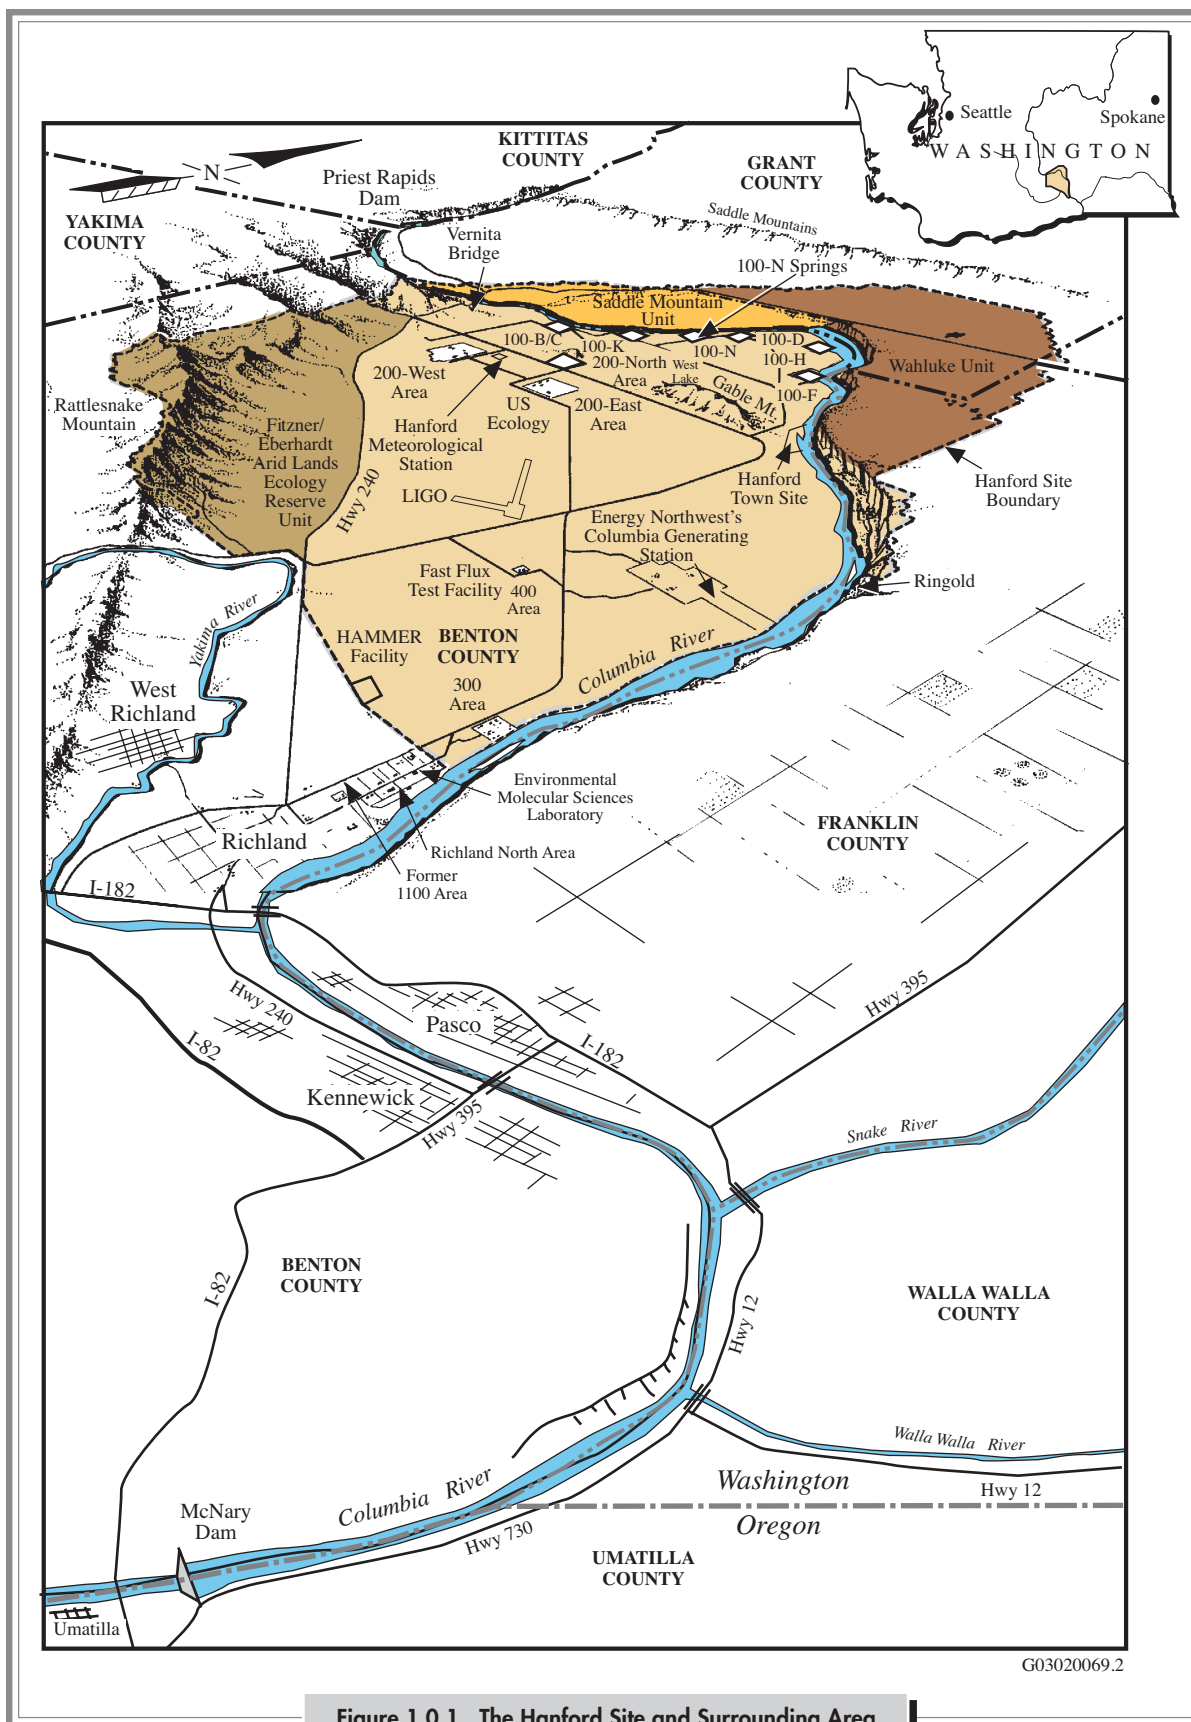 Seattle
Spokane
WASHINGTON
KITTITAS
COUNTY
GRANT
COUNTY
N
Priest Rapids
Dam
YAKIMA
COUNTY
Vernita
Bridge
Saddle Mountains
100-N Springs
Saddle Mountain
Unit
100-B/C
100-K
100-N
100-D
100-H
100-F
200-North
Area
West
Lake
Gable Mt.
Wahluke Unit
200-West
Area
US
Ecology
200-East
Area
Rattlesnake
Mountain
Fitzner/
Eberhardt
Arid Lands
Ecology
Reserve
Unit
Hanford
Meteorological
Station
Hwy 240
LIGO
Hanford
Town Site
Hanford Site
Boundary
Energy Northwest's
Columbia Generating
Station
Fast Flux
Test Facility
400
Area
Ringold
Yakima River
HAMMER
Facility
BENTON
COUNTY
Columbia River
300
Area
West
Richland
Environmental
Molecular Sciences
Laboratory
Richland
Richland North Area
Former
1100 Area
FRANKLIN
COUNTY
I-182
Hwy 240
I-82
Pasco
I-182
Hwy 395
Kennewick
Hwy 395
Snake River
BENTON
COUNTY
I-82
WALLA WALLA
COUNTY
Hwy 12
Walla Walla River
Hwy 12
Columbia River
Washington
Oregon
McNary
Dam
Hwy 730
UMATILLA
COUNTY
Umatilla
G03020069.2
Figure 1.0.1. The Hanford Site and Surrounding Area